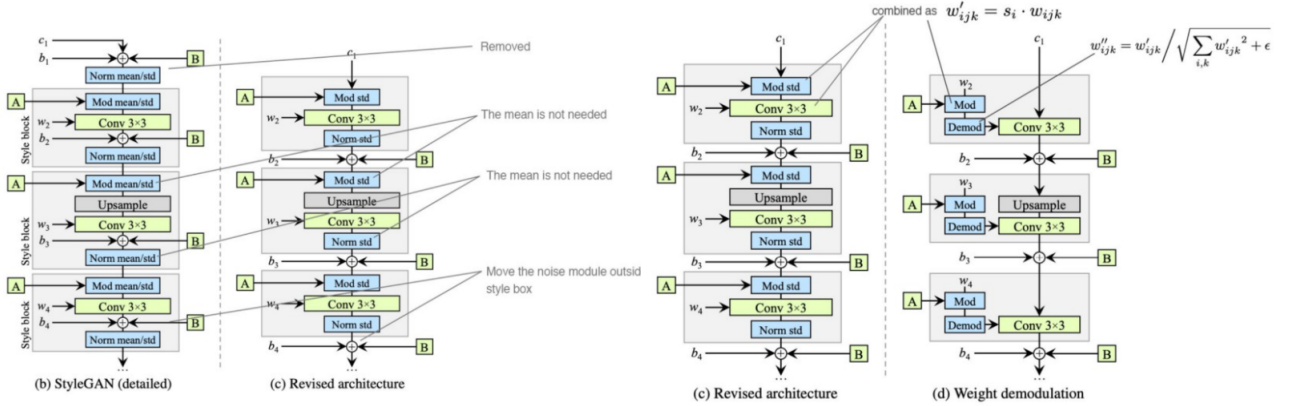 c₁
b₁
B
Norm mean/std
Removed
A
Mod mean/std
w₂
Conv 3×3
b₂
B
Norm mean/std
Style block
A
Mod mean/std
Upsample
w₃
Conv 3×3
b₃
B
Norm mean/std
Style block
A
Mod mean/std
w₄
Conv 3×3
b₄
B
Norm mean/std
Style block
...
(b) StyleGAN (detailed)
c₁
A
Mod std
w₂
Conv 3×3
Norm std
b₂
B
A
Mod std
Upsample
w₃
Conv 3×3
Norm std
b₃
B
A
Mod std
w₄
Conv 3×3
Norm std
b₄
B
...
(c) Revised architecture
The mean is not needed
The mean is not needed
Move the noise module outsid
style box
combined as w′ᵢⱼₖ = sᵢ · wᵢⱼₖ
c₁
A
Mod std
w₂
Conv 3×3
Norm std
b₂
B
A
Mod std
Upsample
w₃
Conv 3×3
Norm std
b₃
B
A
Mod std
w₄
Conv 3×3
Norm std
b₄
B
...
(c) Revised architecture
w″ᵢⱼₖ = w′ᵢⱼₖ / √(∑ᵢ,ₖ w′ᵢⱼₖ² + ϵ)
c₁
w₂
A
Mod
Demod
Conv 3×3
b₂
B
w₃
A
Mod
Upsample
Demod
Conv 3×3
b₃
B
w₄
A
Mod
Demod
Conv 3×3
b₄
B
...
(d) Weight demodulation